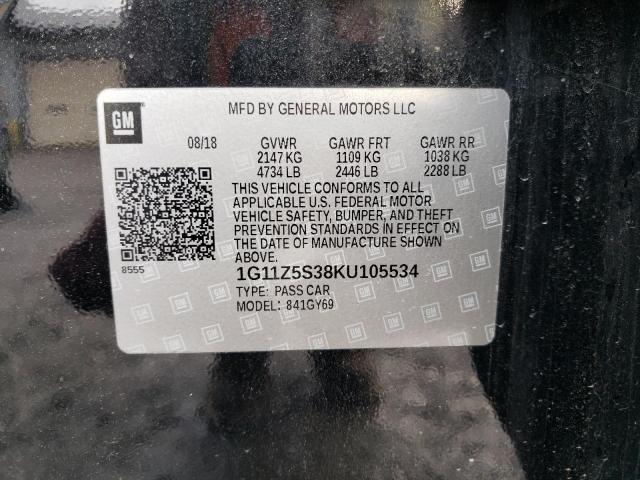 GM
MFD BY GENERAL MOTORS LLC
08/18 GVWR GAWR FRT GAWR RR
2147 KG 1109 KG 1038 KG
4734 LB 2446 LB 2288 LB
THIS VEHICLE CONFORMS TO ALL
APPLICABLE U.S. FEDERAL MOTOR
VEHICLE SAFETY, BUMPER, AND THEFT
PREVENTION STANDARDS IN EFFECT ON
THE DATE OF MANUFACTURE SHOWN
ABOVE.
8555
1G11Z5S38KU105534
TYPE: PASS CAR
MODEL: 841GY69